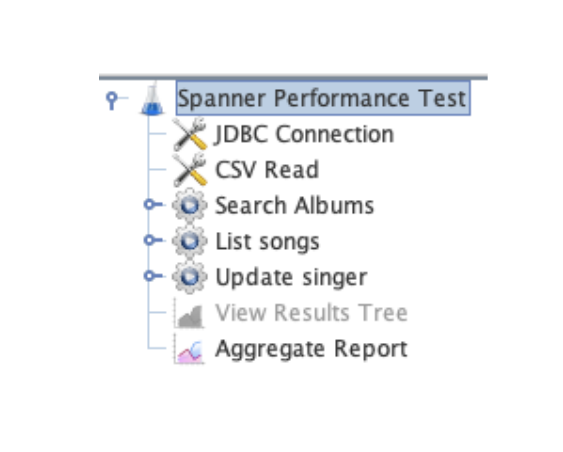 Spanner Performance Test
JDBC Connection
CSV Read
Search Albums
List songs
Update singer
View Results Tree
Aggregate Report